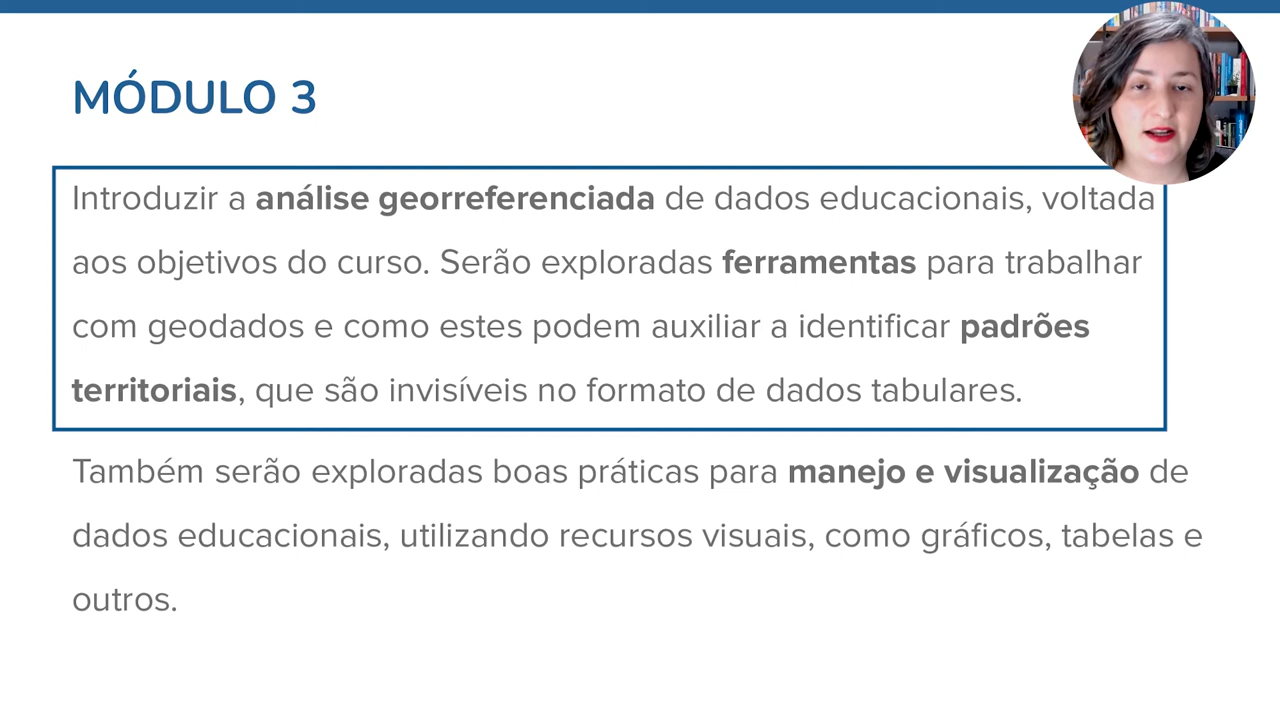 MÓDULO 3
Introduzir a análise georreferenciada de dados educacionais, voltada
aos objetivos do curso. Serão exploradas ferramentas para trabalhar
com geodados e como estes podem auxiliar a identificar padrões
territoriais, que são invisíveis no formato de dados tabulares.
Também serão exploradas boas práticas para manejo e visualização de
dados educacionais, utilizando recursos visuais, como gráficos, tabelas e
outros.